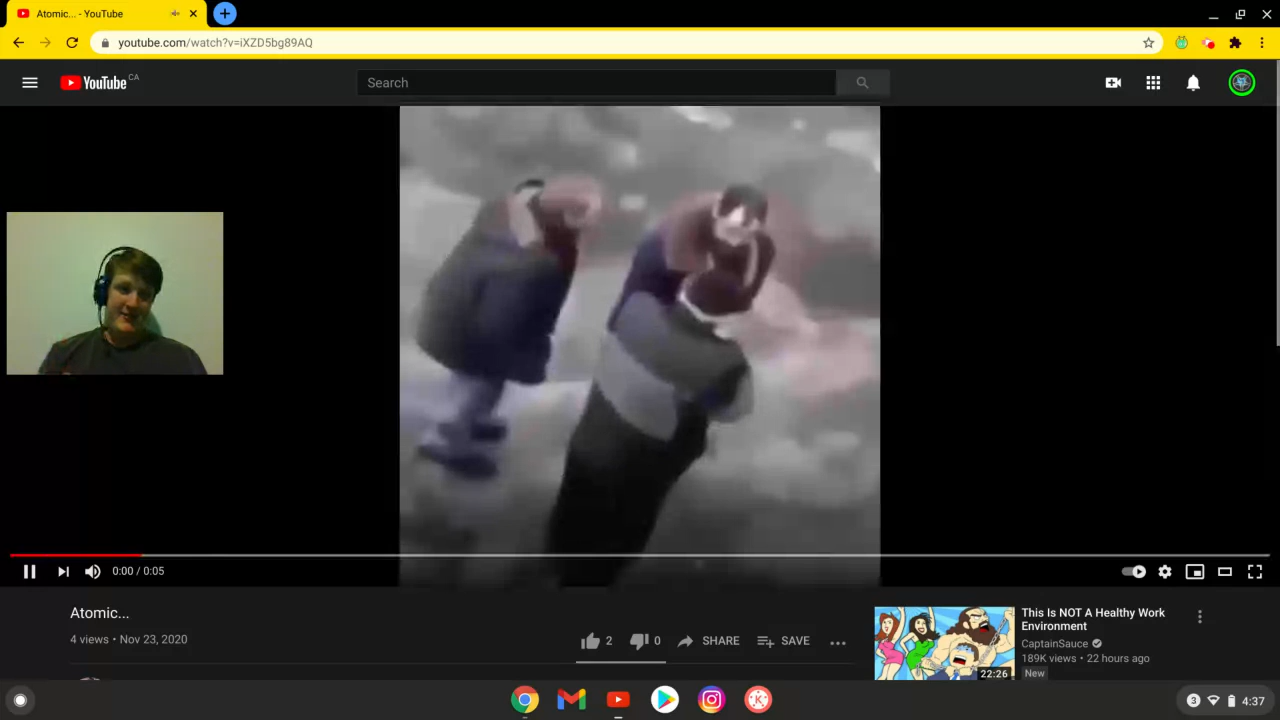 Atomic... - YouTube
youtube.com/watch?v=iXZD5bg89AQ
YouTube CA
Search
0:00 / 0:05
Atomic...
4 views • Nov 23, 2020
2
0
SHARE
SAVE
This Is NOT A Healthy Work
Environment
CaptainSauce
189K views • 22 hours ago
New
22:26
3
4:37